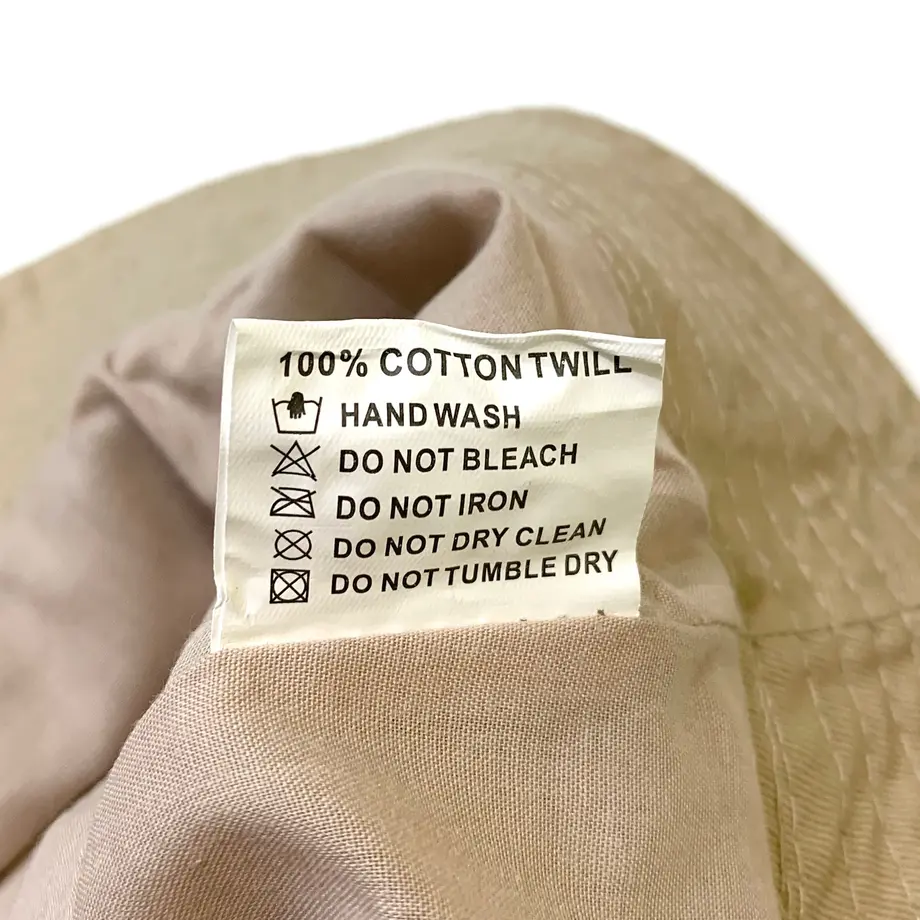 100% COTTON TWILL
HAND WASH
DO NOT BLEACH
DO NOT IRON
DO NOT DRY CLEAN
DO NOT TUMBLE DRY